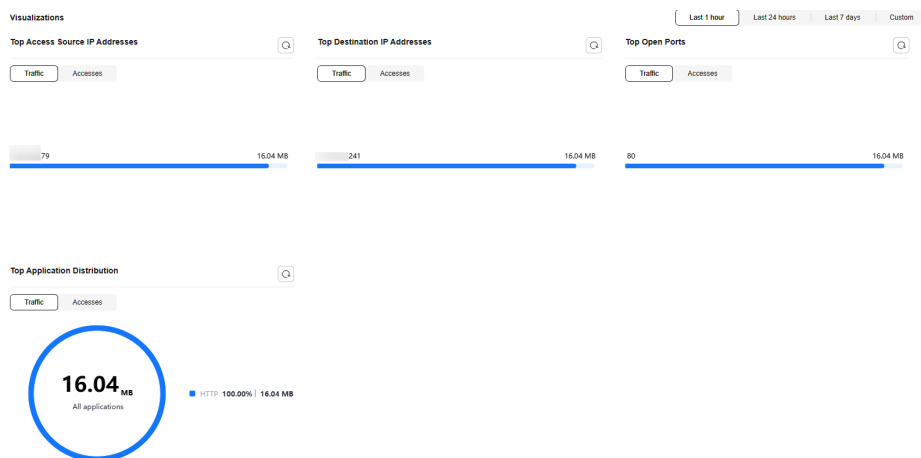 Visualizations
Last 1 hour Last 24 hours Last 7 days Custom
Top Access Source IP Addresses
Top Destination IP Addresses
Top Open Ports
Traffic Accesses
Traffic Accesses
Traffic Accesses
79 16.04 MB
241 16.04 MB
80 16.04 MB
Top Application Distribution
Traffic Accesses
16.04 MB
All applications
HTTP 100.00% | 16.04 MB